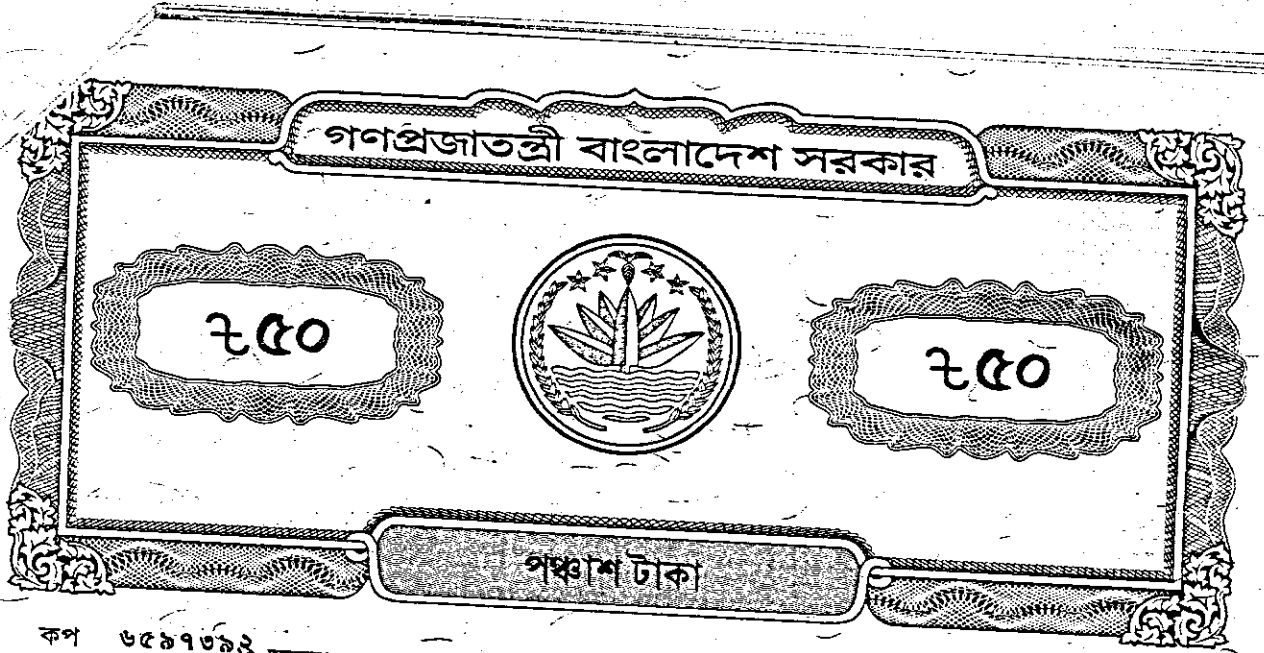 গণপ্রজাতন্ত্রী বাংলাদেশ সরকার
৳৫০
৳৫০
পঞ্চাশ টাকা
কপ ৬৫৯৭৩৯২